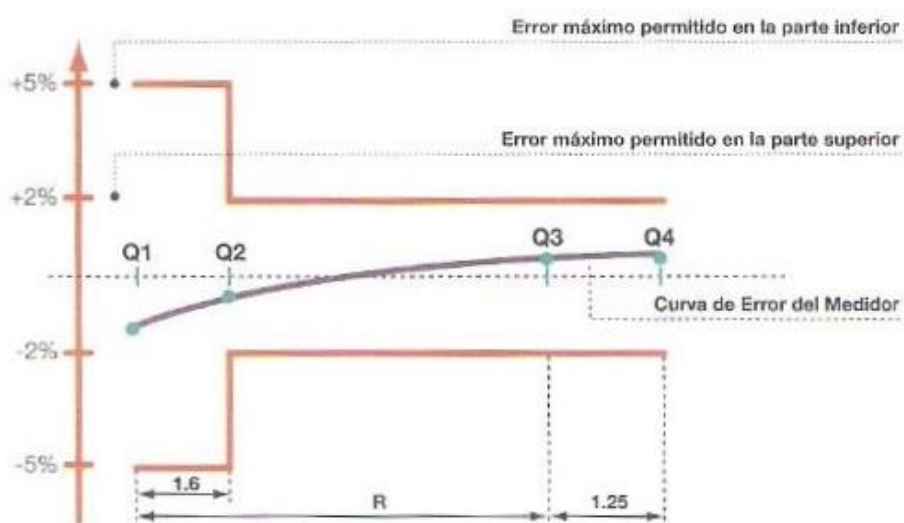 Error máximo permitido en la parte inferior
+5%
Error máximo permitido en la parte superior
+2%
Q1
Q2
Q3
Q4
Curva de Error del Medidor
-2%
-5%
1.6
R
1.25